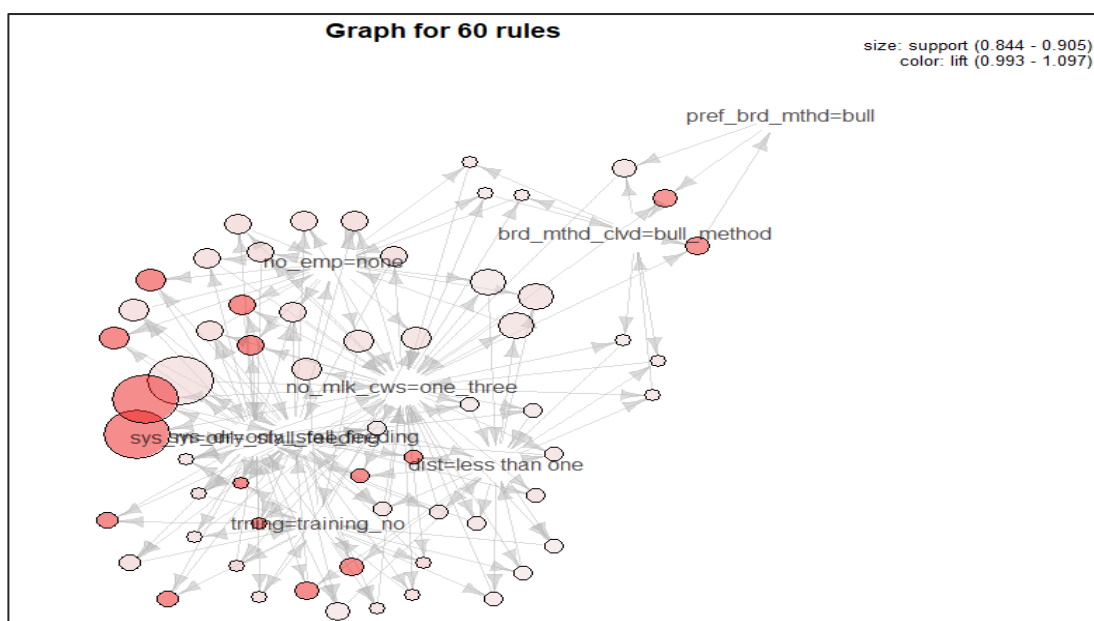 Graph for 60 rules
size: support (0.844 - 0.905)
color: lift (0.993 - 1.097)
pref_brd_mthd=bull
brd_mthd_clvd=bull_method
no_emp=none
no_mlk_cws=one_three
dist=less than one
trning=training_no